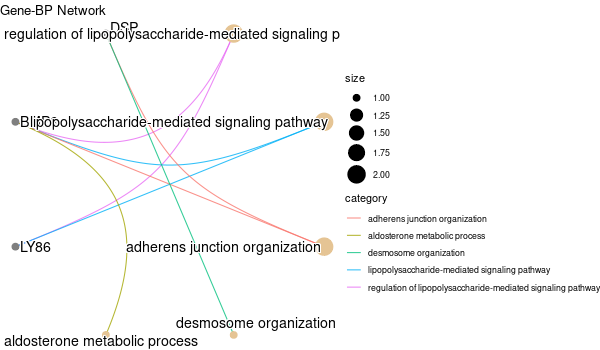 Gene-BP Network
DSP
regulation of lipopolysaccharide-mediated signaling p
lipopolysaccharide-mediated signaling pathway
LY86
adherens junction organization
desmosome organization
aldosterone metabolic process
size
1.00
1.25
1.50
1.75
2.00
category
adherens junction organization
aldosterone metabolic process
desmosome organization
lipopolysaccharide-mediated signaling pathway
regulation of lipopolysaccharide-mediated signaling pathway